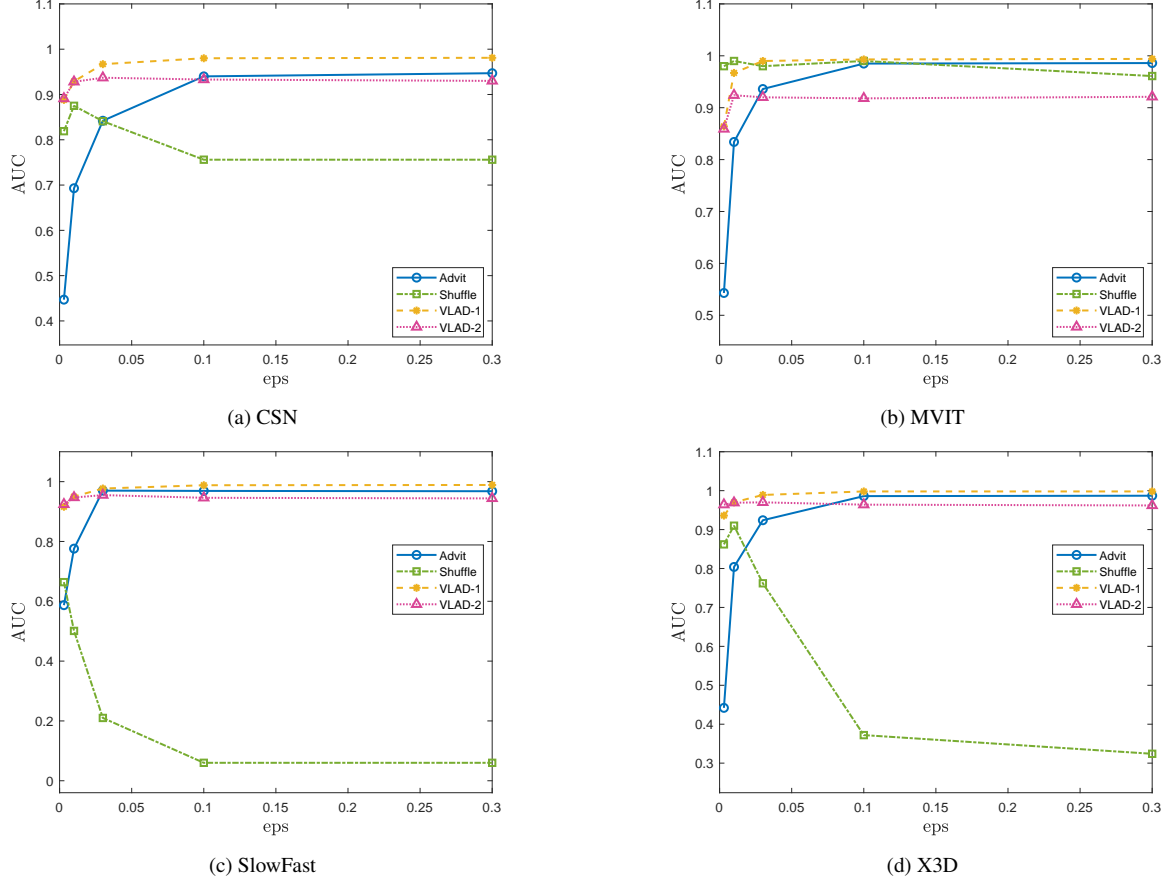 1.1
1
0.9
0.8
0.7
0.6
0.5
0.4
AUC
Advit
Shuffle
VLAD-1
VLAD-2
0 0.05 0.1 0.15 0.2 0.25 0.3
eps
(a) CSN
1.1
1
0.9
0.8
0.7
0.6
0.5
AUC
Advit
Shuffle
VLAD-1
VLAD-2
0 0.05 0.1 0.15 0.2 0.25 0.3
eps
(b) MVIT
1
0.8
0.6
0.4
0.2
0
AUC
Advit
Shuffle
VLAD-1
VLAD-2
0 0.05 0.1 0.15 0.2 0.25 0.3
eps
(c) SlowFast
1.1
1
0.9
0.8
0.7
0.6
0.5
0.4
0.3
AUC
Advit
Shuffle
VLAD-1
VLAD-2
0 0.05 0.1 0.15 0.2 0.25 0.3
eps
(d) X3D